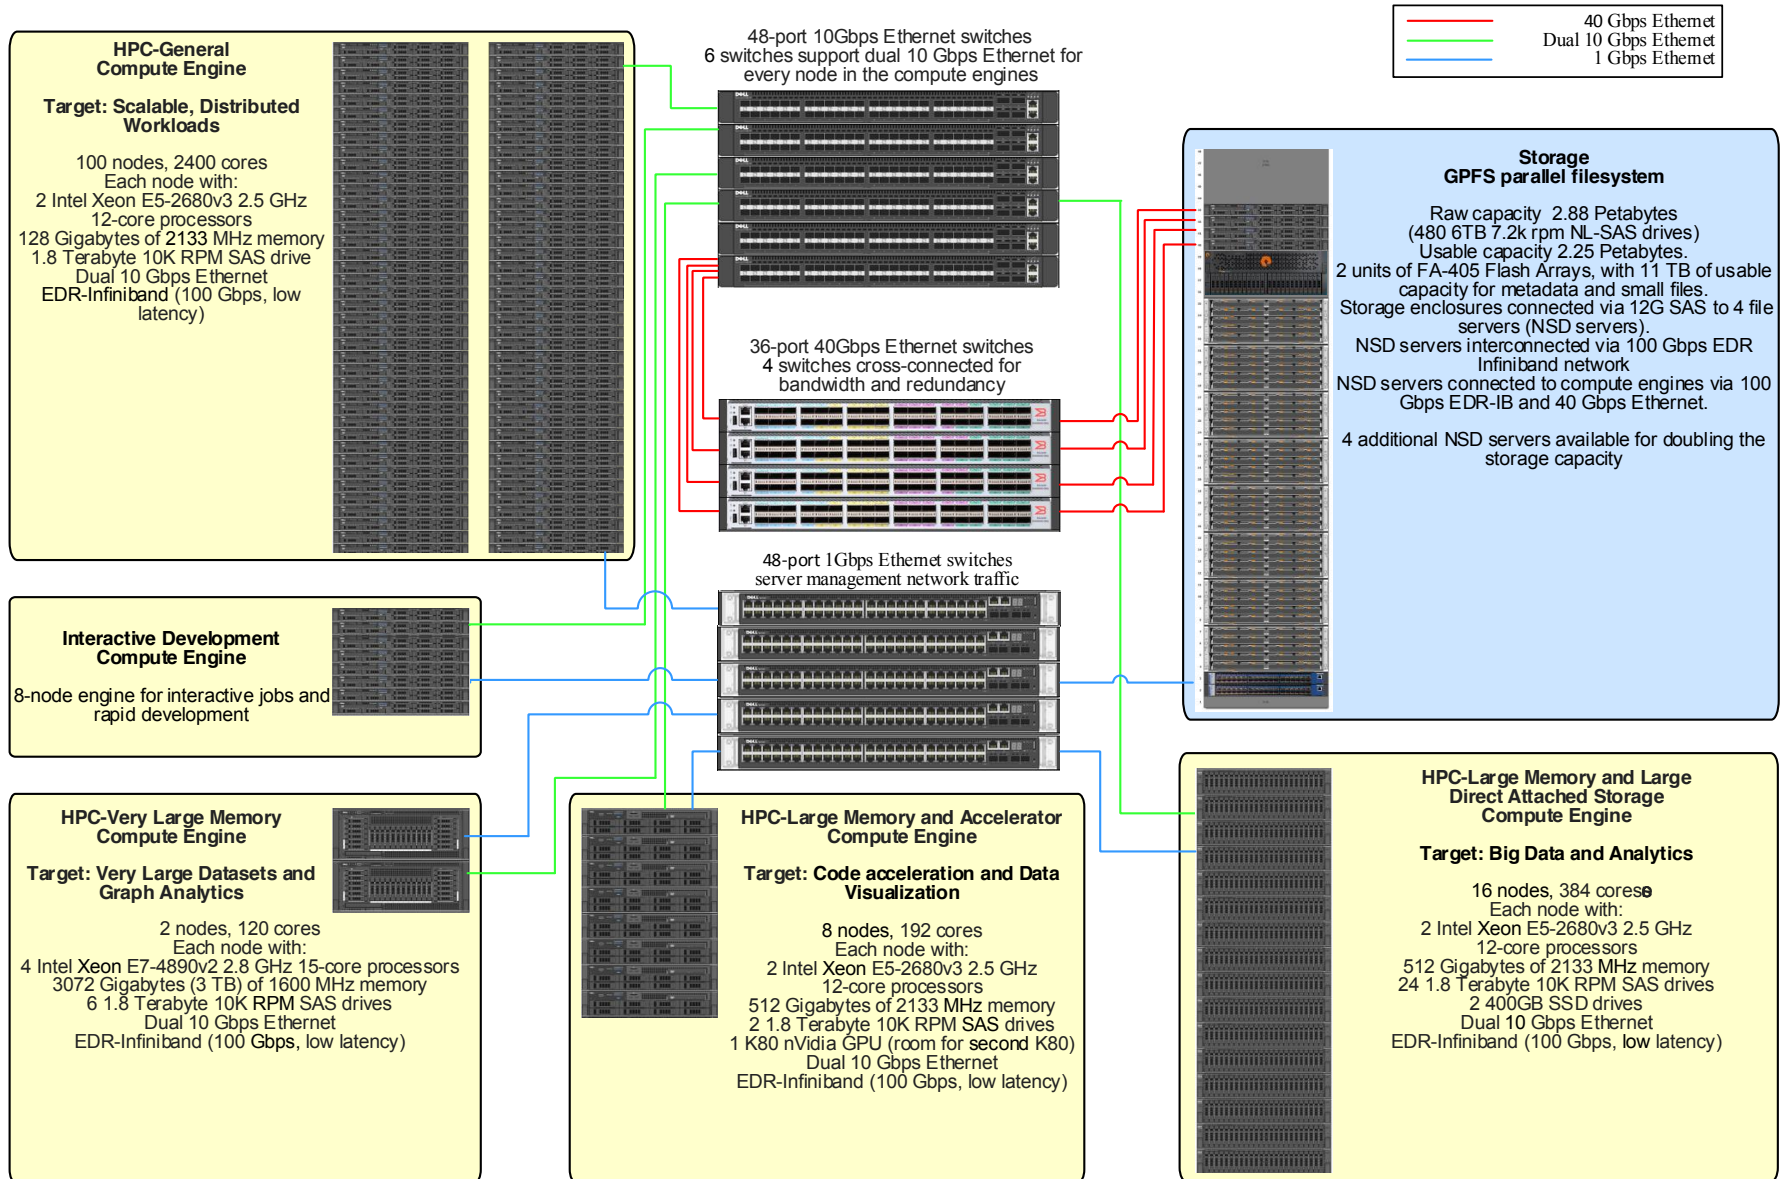 40 Gbps Ethernet
Dual 10 Gbps Ethernet
1 Gbps Ethernet
HPC-General
Compute Engine
Target: Scalable, Distributed
Workloads
100 nodes, 2400 cores
Each node with:
2 Intel Xeon E5-2680v3 2.5 GHz
12-core processors
128 Gigabytes of 2133 MHz memory
1.8 Terabyte 10K RPM SAS drive
Dual 10 Gbps Ethernet
EDR-Infiniband (100 Gbps, low
latency)
48-port 10Gbps Ethernet switches
6 switches support dual 10 Gbps Ethernet for
every node in the compute engines
36-port 40Gbps Ethernet switches
4 switches cross-connected for
bandwidth and redundancy
48-port 1Gbps Ethernet switches
server management network traffic
Storage
GPFS parallel filesystem
Raw capacity 2.88 Petabytes
(480 6TB 7.2k rpm NL-SAS drives)
Usable capacity 2.25 Petabytes.
2 units of FA-405 Flash Arrays, with 11 TB of usable
capacity for metadata and small files.
Storage enclosures connected via 12G SAS to 4 file
servers (NSD servers).
NSD servers interconnected via 100 Gbps EDR
Infiniband network
NSD servers connected to compute engines via 100
Gbps EDR-IB and 40 Gbps Ethernet.
4 additional NSD servers available for doubling the
storage capacity
Interactive Development
Compute Engine
8-node engine for interactive jobs and
rapid development
HPC-Very Large Memory
Compute Engine
Target: Very Large Datasets and
Graph Analytics
2 nodes, 120 cores
Each node with:
4 Intel Xeon E7-4890v2 2.8 GHz 15-core processors
3072 Gigabytes (3 TB) of 1600 MHz memory
6 1.8 Terabyte 10K RPM SAS drives
Dual 10 Gbps Ethernet
EDR-Infiniband (100 Gbps, low latency)
HPC-Large Memory and Accelerator
Compute Engine
Target: Code acceleration and Data
Visualization
8 nodes, 192 cores
Each node with:
2 Intel Xeon E5-2680v3 2.5 GHz
12-core processors
512 Gigabytes of 2133 MHz memory
2 1.8 Terabyte 10K RPM SAS drives
1 K80 nVidia GPU (room for second K80)
Dual 10 Gbps Ethernet
EDR-Infiniband (100 Gbps, low latency)
HPC-Large Memory and Large
Direct Attached Storage
Compute Engine
Target: Big Data and Analytics
16 nodes, 384 cores
Each node with:
2 Intel Xeon E5-2680v3 2.5 GHz
12-core processors
512 Gigabytes of 2133 MHz memory
24 1.8 Terabyte 10K RPM SAS drives
2 400GB SSD drives
Dual 10 Gbps Ethernet
EDR-Infiniband (100 Gbps, low latency)